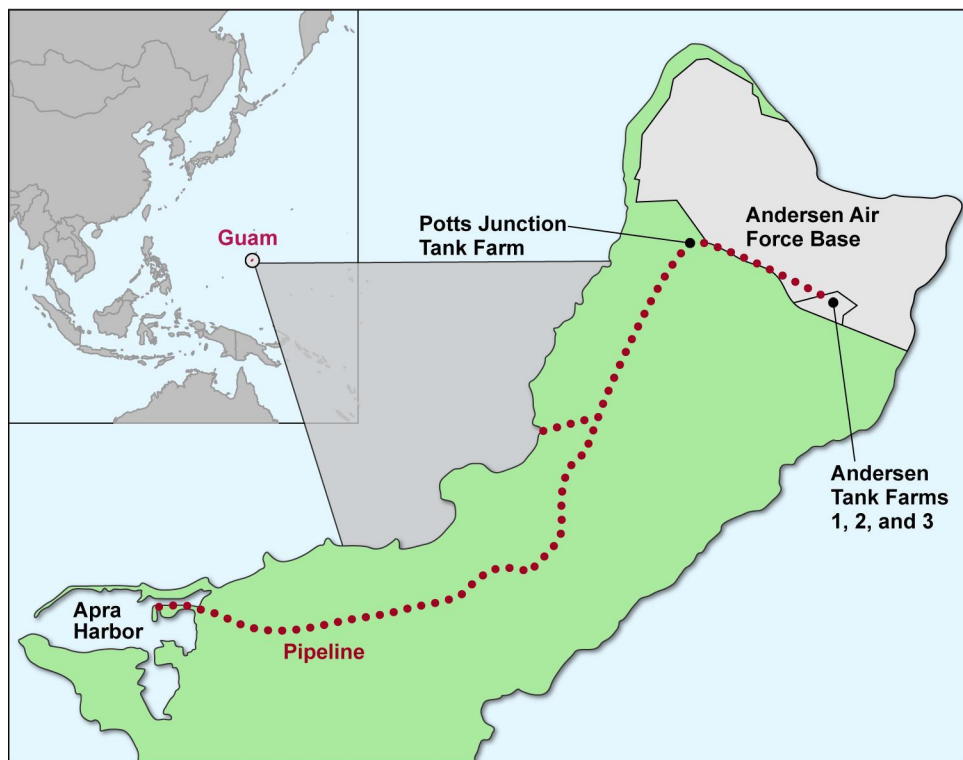 Guam
Potts Junction
Tank Farm
Andersen Air
Force Base
Andersen
Tank Farms
1, 2, and 3
Apra
Harbor
Pipeline